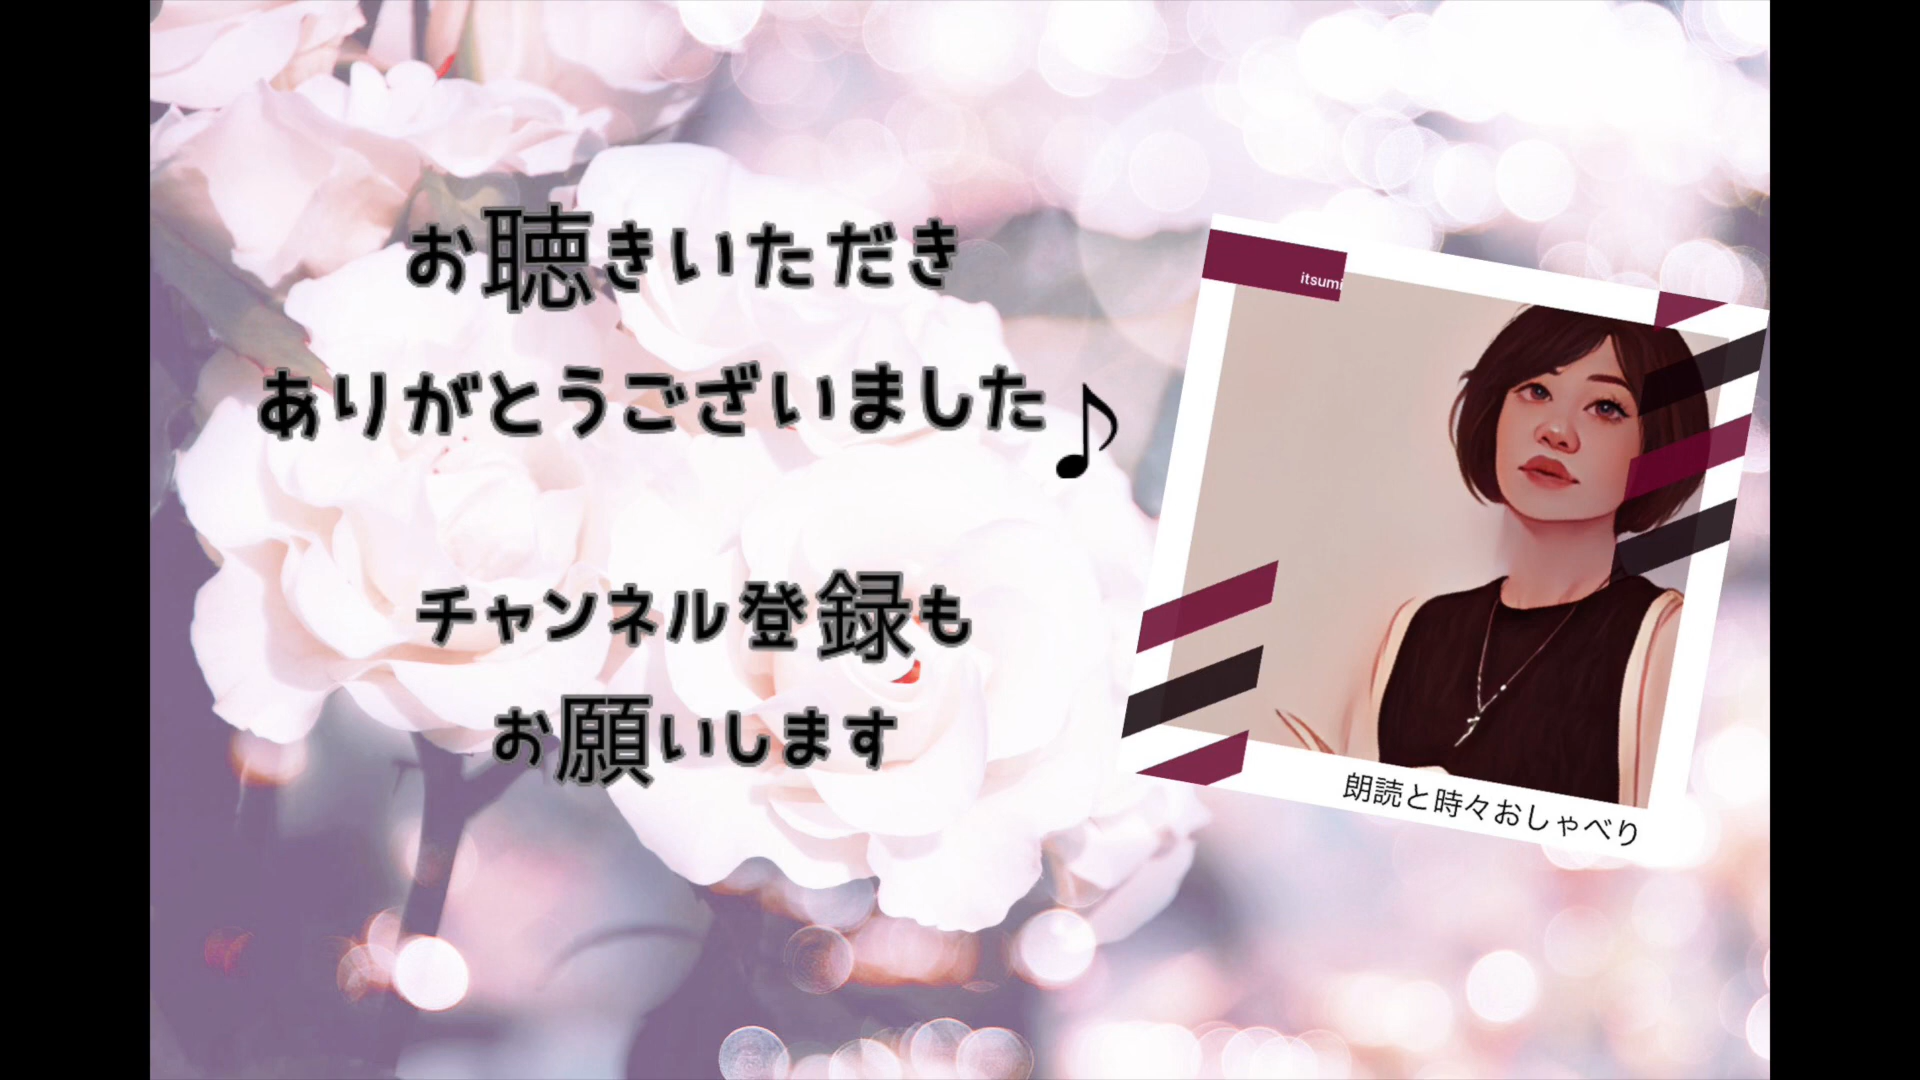 お聴きいただき
ありがとうございました♪
チャンネル登録も
お願いします
itsumi
朗読と時々おしゃべり